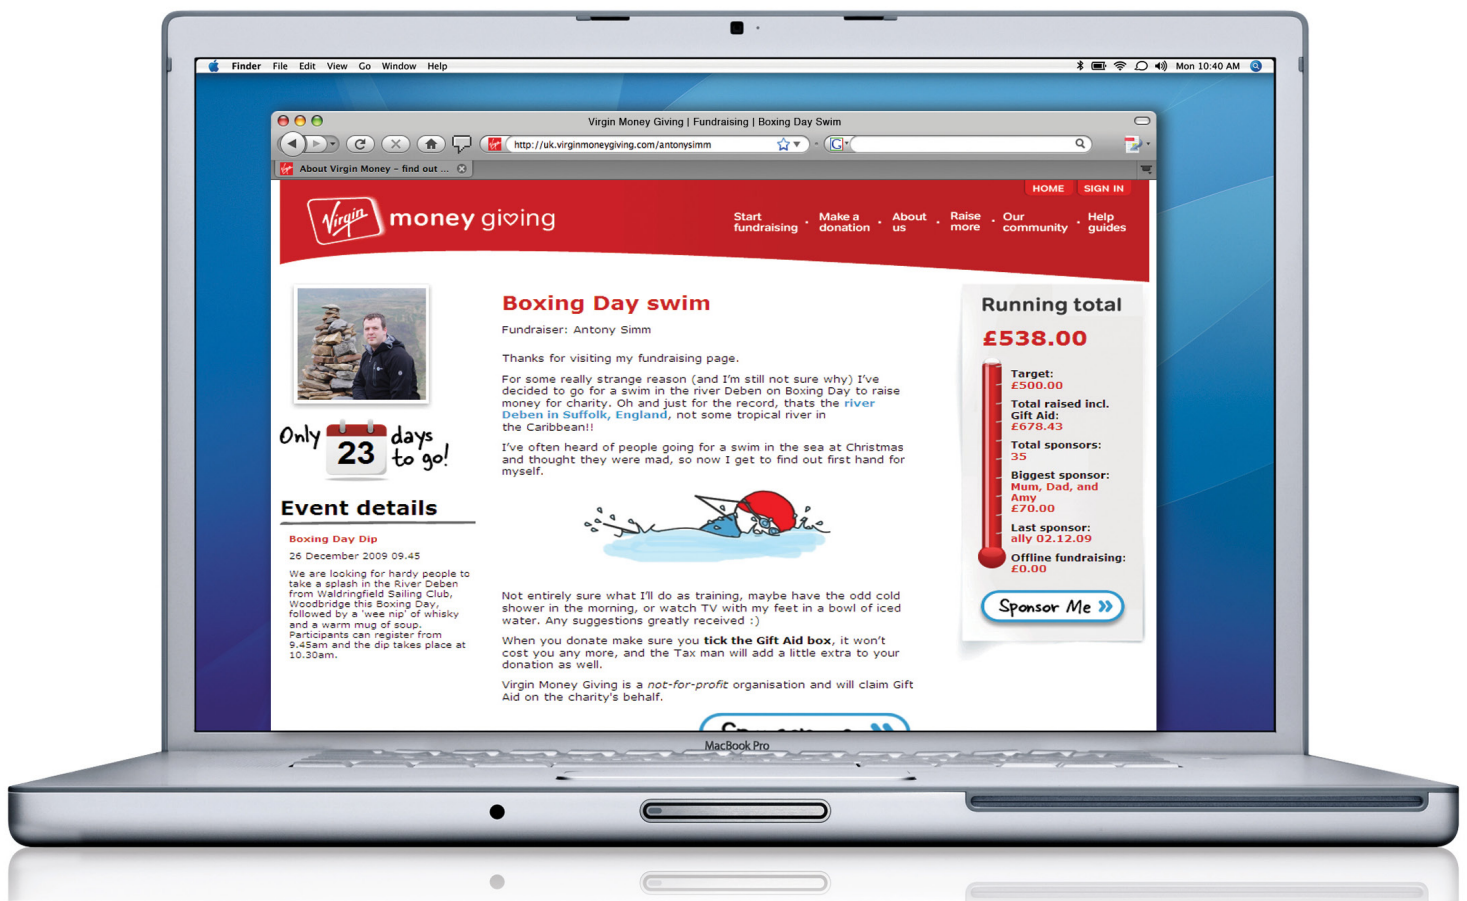 Finder File Edit View Go Window Help
Mon 10:40 AM
Virgin Money Giving | Fundraising | Boxing Day Swim
http://uk.virginmoneygiving.com/antonysimm
G
About Virgin Money – find out ...
HOME SIGN IN
Virgin money giving
Start fundraising · Make a donation · About us · Raise more · Our community · Help guides
Only 23 days to go!
Event details
Boxing Day Dip
26 December 2009 09.45
We are looking for hardy people to
take a splash in the River Deben
from Waldringfield Sailing Club,
Woodbridge this Boxing Day,
followed by a 'wee nip' of whisky
and a warm mug of soup.
Participants can register from
9.45am and the dip takes place at
10.30am.
Boxing Day swim
Fundraiser: Antony Simm
Thanks for visiting my fundraising page.
For some really strange reason (and I'm still not sure why) I've
decided to go for a swim in the river Deben on Boxing Day to raise
money for charity. Oh and just for the record, thats the river
Deben in Suffolk, England, not some tropical river in
the Caribbean!!
I've often heard of people going for a swim in the sea at Christmas
and thought they were mad, so now I get to find out first hand for
myself.
Not entirely sure what I'll do as training, maybe have the odd cold
shower in the morning, or watch TV with my feet in a bowl of iced
water. Any suggestions greatly received :)
When you donate make sure you tick the Gift Aid box, it won't
cost you any more, and the Tax man will add a little extra to your
donation as well.
Virgin Money Giving is a not-for-profit organisation and will claim Gift
Aid on the charity's behalf.
Running total
£538.00
Target:
£500.00
Total raised incl.
Gift Aid:
£678.43
Total sponsors:
35
Biggest sponsor:
Mum, Dad, and
Amy
£70.00
Last sponsor:
ally 02.12.09
Offline fundraising:
£0.00
Sponsor Me »
MacBook Pro